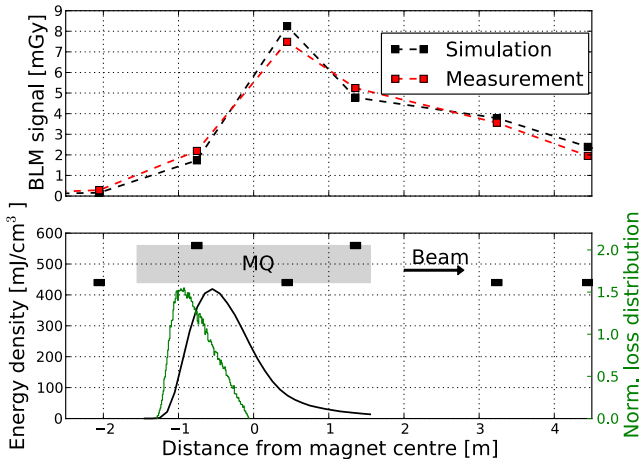 9
8
7
6
5
4
3
2
1
0
BLM signal [mGy]
Simulation
Measurement
600
500
400
300
200
100
0
Energy density [mJ/cm³]
MQ
Beam
2.0
1.5
1.0
0.5
0.0
Norm. loss distribution
−2 −1 0 1 2 3 4
Distance from magnet centre [m]